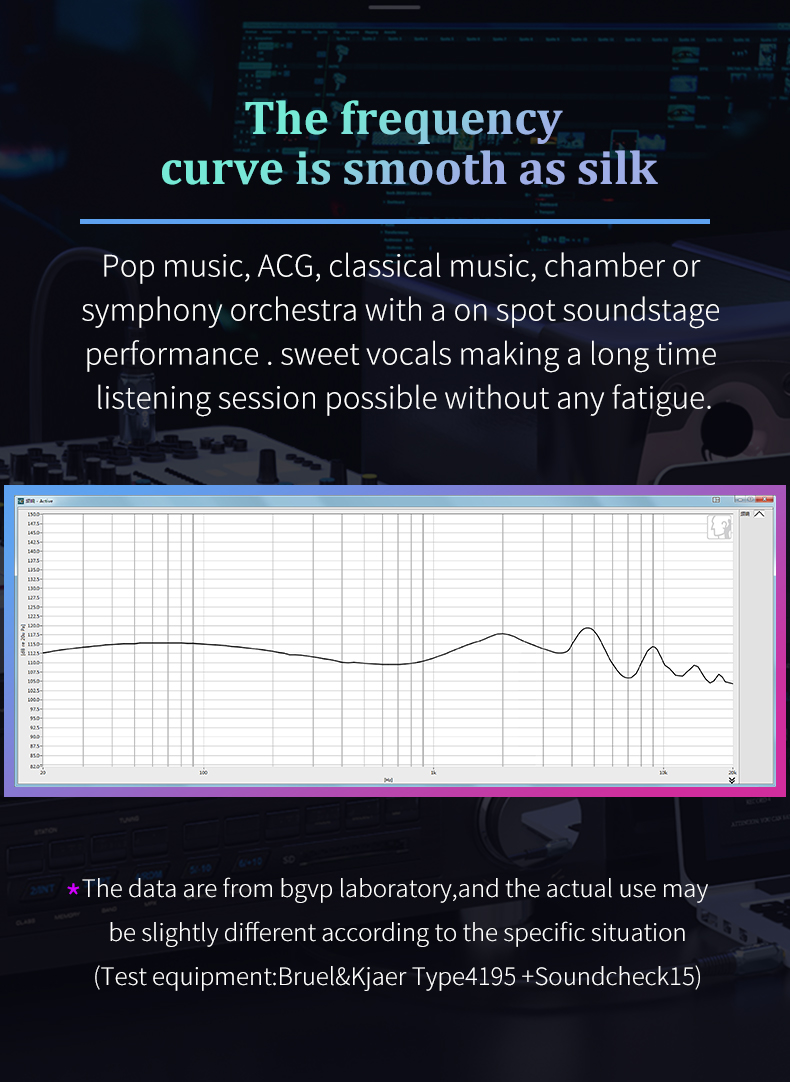 The frequency
curve is smooth as silk
Pop music, ACG, classical music, chamber or
symphony orchestra with a on spot soundstage
performance . sweet vocals making a long time
listening session possible without any fatigue.
频响 - Active
150.0
147.5
145.0
142.5
140.0
137.5
135.0
132.5
130.0
127.5
125.0
122.5
120.0
117.5
115.0
112.5
110.0
107.5
105.0
102.5
100.0
97.5
95.0
92.5
90.0
87.5
85.0
82.0
[dB re 20u Pa]
20
100
1k
10k
20k
[Hz]
频响
*The data are from bgvp laboratory,and the actual use may
be slightly different according to the specific situation
(Test equipment:Bruel&Kjaer Type4195 +Soundcheck15)